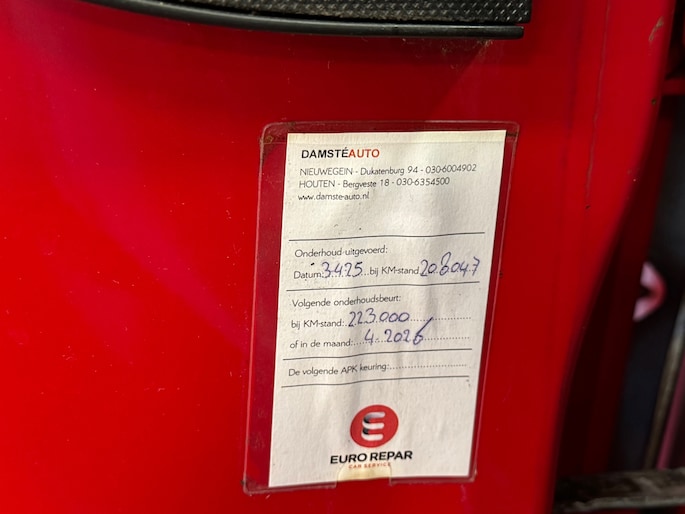 DAMSTÉAUTO
NIEUWEGEIN - Dukatenburg 94 - 030-6004902
HOUTEN - Bergveste 18 - 030-6354500
www.damste-auto.nl
Onderhoud uitgevoerd:
Datum: 3.4.25 bij KM-stand 208047
Volgende onderhoudsbeurt:
bij KM-stand: 223.000
of in de maand: 4-2026
De volgende APK keuring:
EURO REPAR
CAR SERVICE